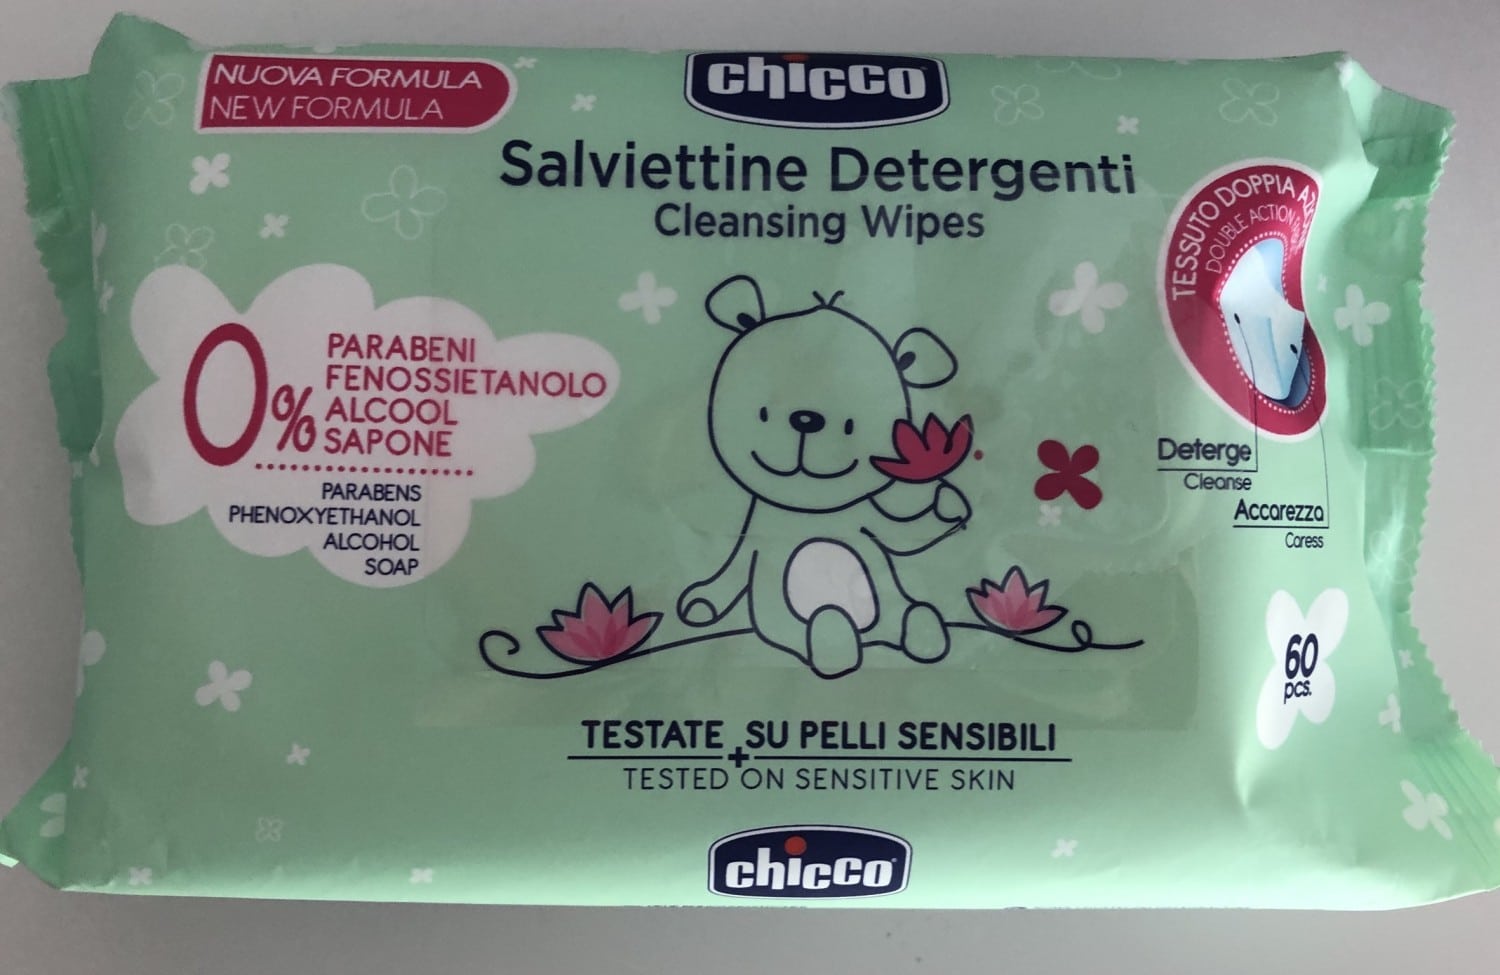 NUOVA FORMULA
NEW FORMULA
chicco
Salviettine Detergenti
Cleansing Wipes
TESSUTO DOPPIA
DOUBLE ACTION
0%
PARABENI
FENOSSIETANOLO
ALCOOL
SAPONE
PARABENS
PHENOXYETHANOL
ALCOHOL
SOAP
Deterge
Cleanse
Accarezza
Caress
60
pcs.
TESTATE SU PELLI SENSIBILI
+
TESTED ON SENSITIVE SKIN
chicco